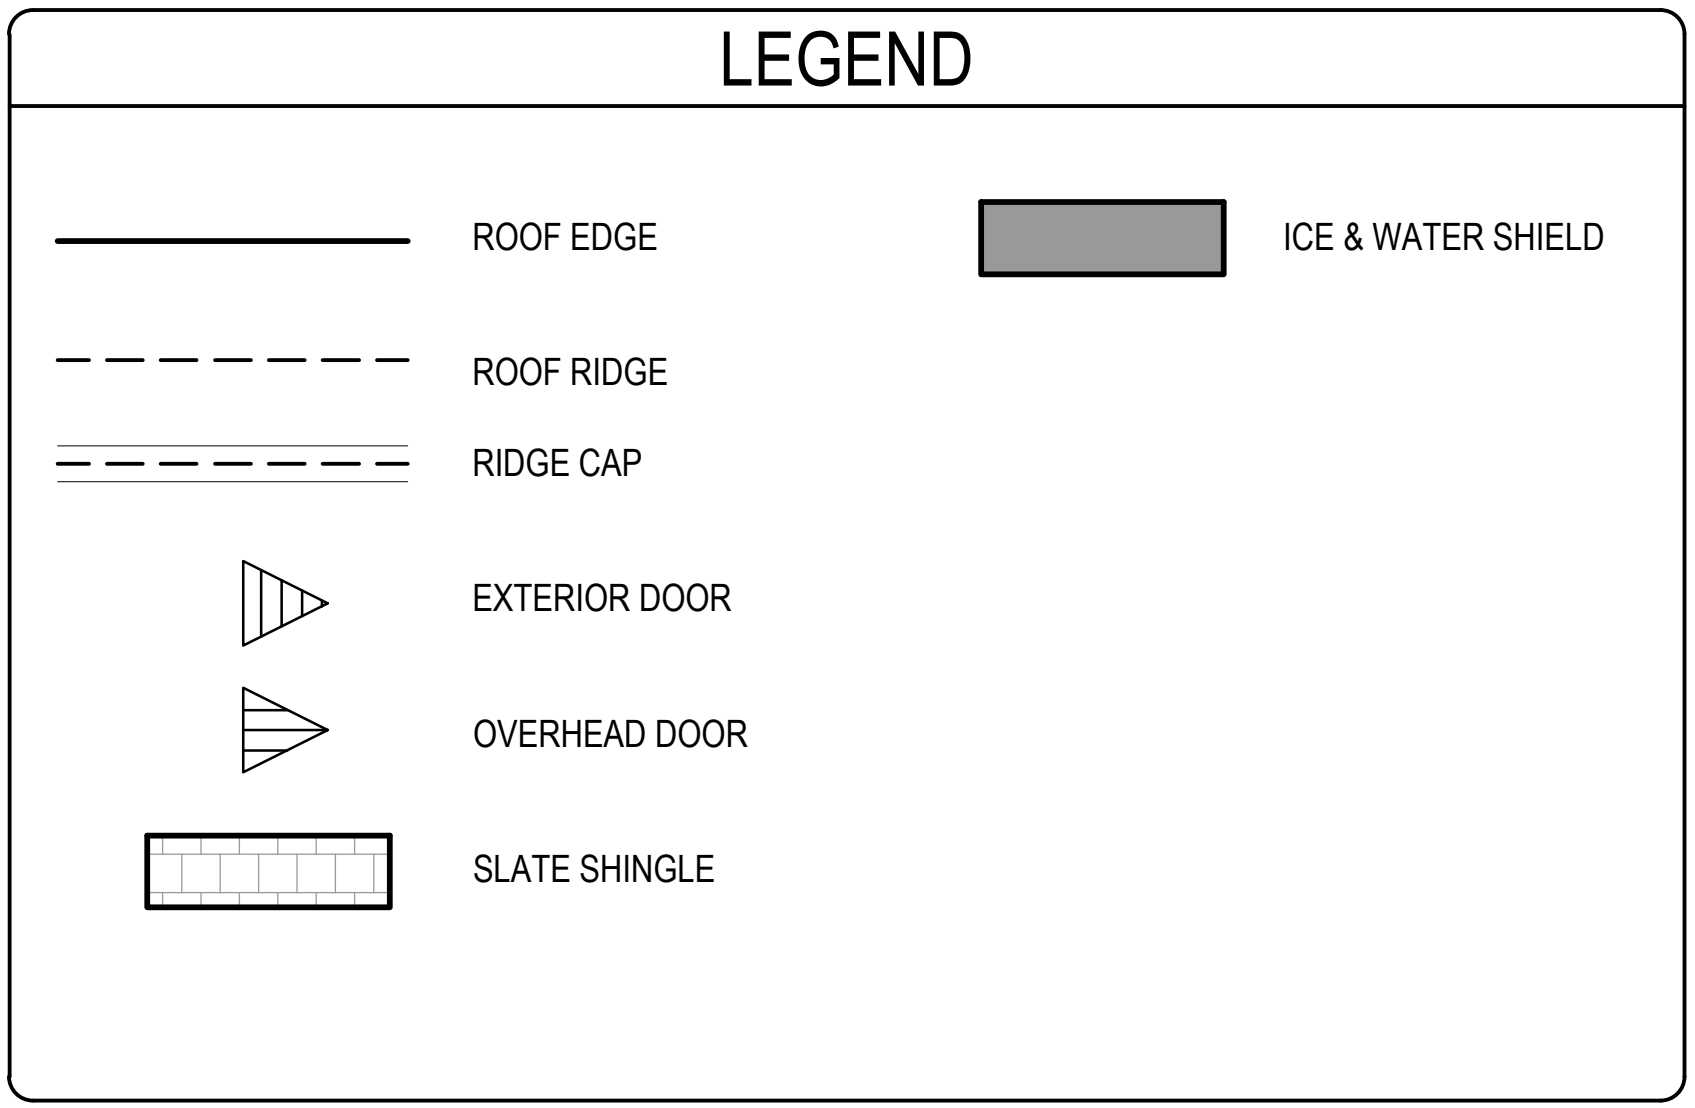 LEGEND
ROOF EDGE
ICE & WATER SHIELD
ROOF RIDGE
RIDGE CAP
EXTERIOR DOOR
OVERHEAD DOOR
SLATE SHINGLE